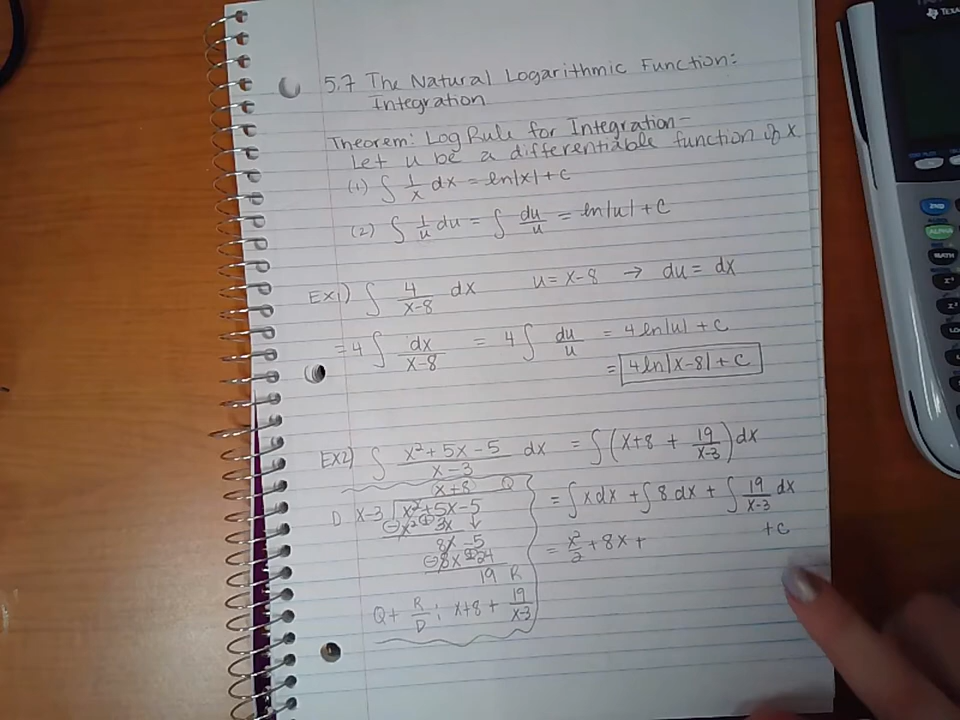 5.7 The Natural Logarithmic Function:
Integration
Theorem: Log Rule for Integration-
Let u be a differentiable function of x
(1) ∫ 1/x dx = ln|x| + C
(2) ∫ 1/u du = ∫ du/u = ln|u| + C
EX1) ∫ 4/(x-8) dx u = x-8 → du = dx
= 4 ∫ dx/(x-8) = 4 ∫ du/u = 4 ln|u| + C
= 4 ln|x-8| + C
EX2) ∫ (x² + 5x - 5)/(x - 3) dx = ∫ (x+8 + 19/(x-3)) dx
= ∫ x dx + ∫ 8 dx + ∫ 19/(x-3) dx
= x²/2 + 8x + + C
(x+8) Q
D x-3 x²+5x-5
x² 3x ↓
8x - 5
8x 24
19 R
Q + R/D : x+8 + 19/(x-3)
TEXAS
2ND
ALPHA
MATH